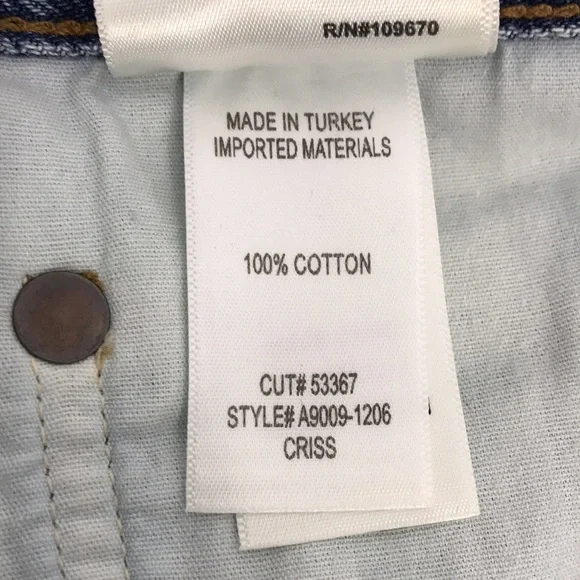 R/N#109670
MADE IN TURKEY
IMPORTED MATERIALS
100% COTTON
CUT# 53367
STYLE# A9009-1206
CRISS